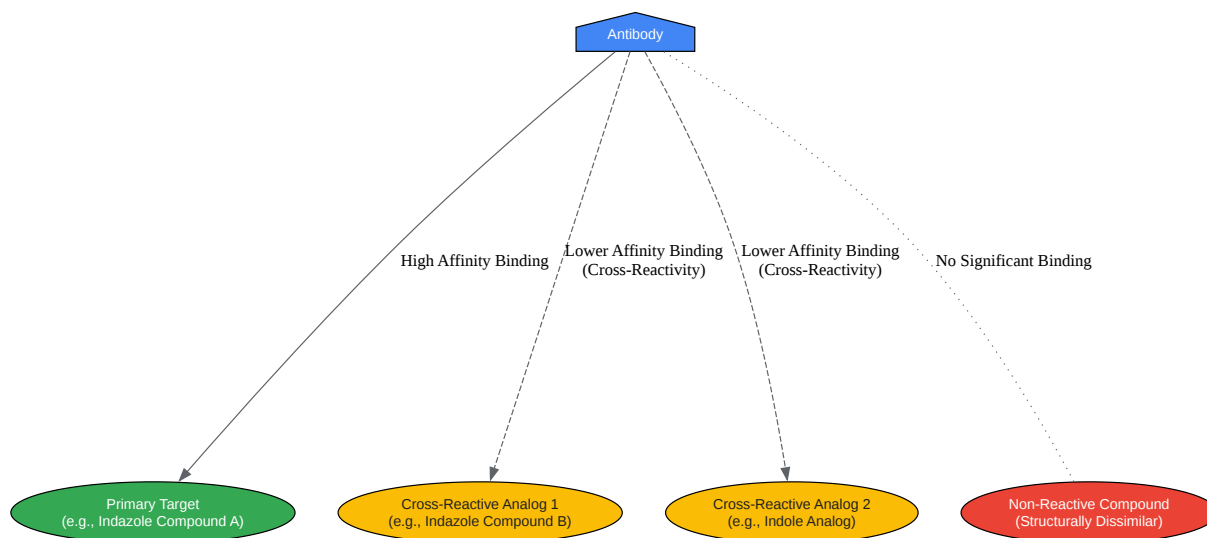 Antibody
High Affinity Binding
Lower Affinity Binding
(Cross-Reactivity)
Lower Affinity Binding
(Cross-Reactivity)
No Significant Binding
Primary Target
(e.g., Indazole Compound A)
Cross-Reactive Analog 1
(e.g., Indazole Compound B)
Cross-Reactive Analog 2
(e.g., Indole Analog)
Non-Reactive Compound
(Structurally Dissimilar)